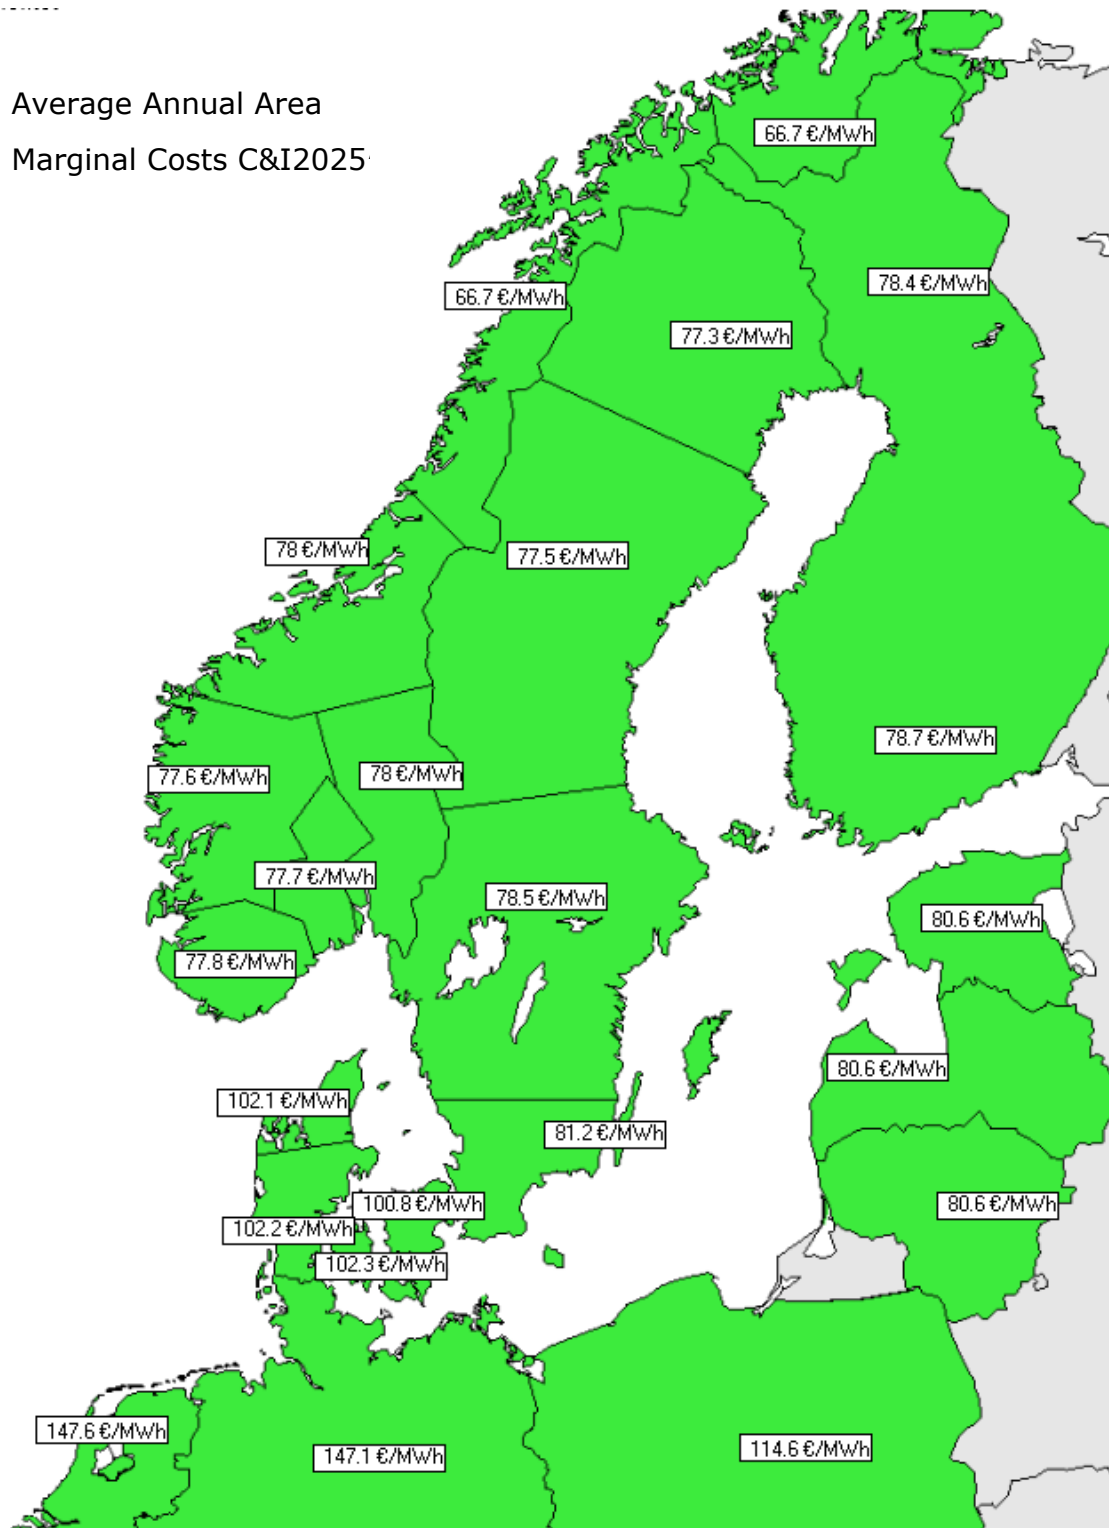 Average Annual Area
Marginal Costs C&I2025
66.7 €/MWh
78.4 €/MWh
66.7 €/MWh
77.3 €/MWh
78 €/MWh
77.5 €/MWh
78.7 €/MWh
77.6 €/MWh
78 €/MWh
77.7 €/MWh
78.5 €/MWh
80.6 €/MWh
77.8 €/MWh
80.6 €/MWh
102.1 €/MWh
81.2 €/MWh
100.8 €/MWh
80.6 €/MWh
102.2 €/MWh
102.3 €/MWh
147.6 €/MWh
147.1 €/MWh
114.6 €/MWh